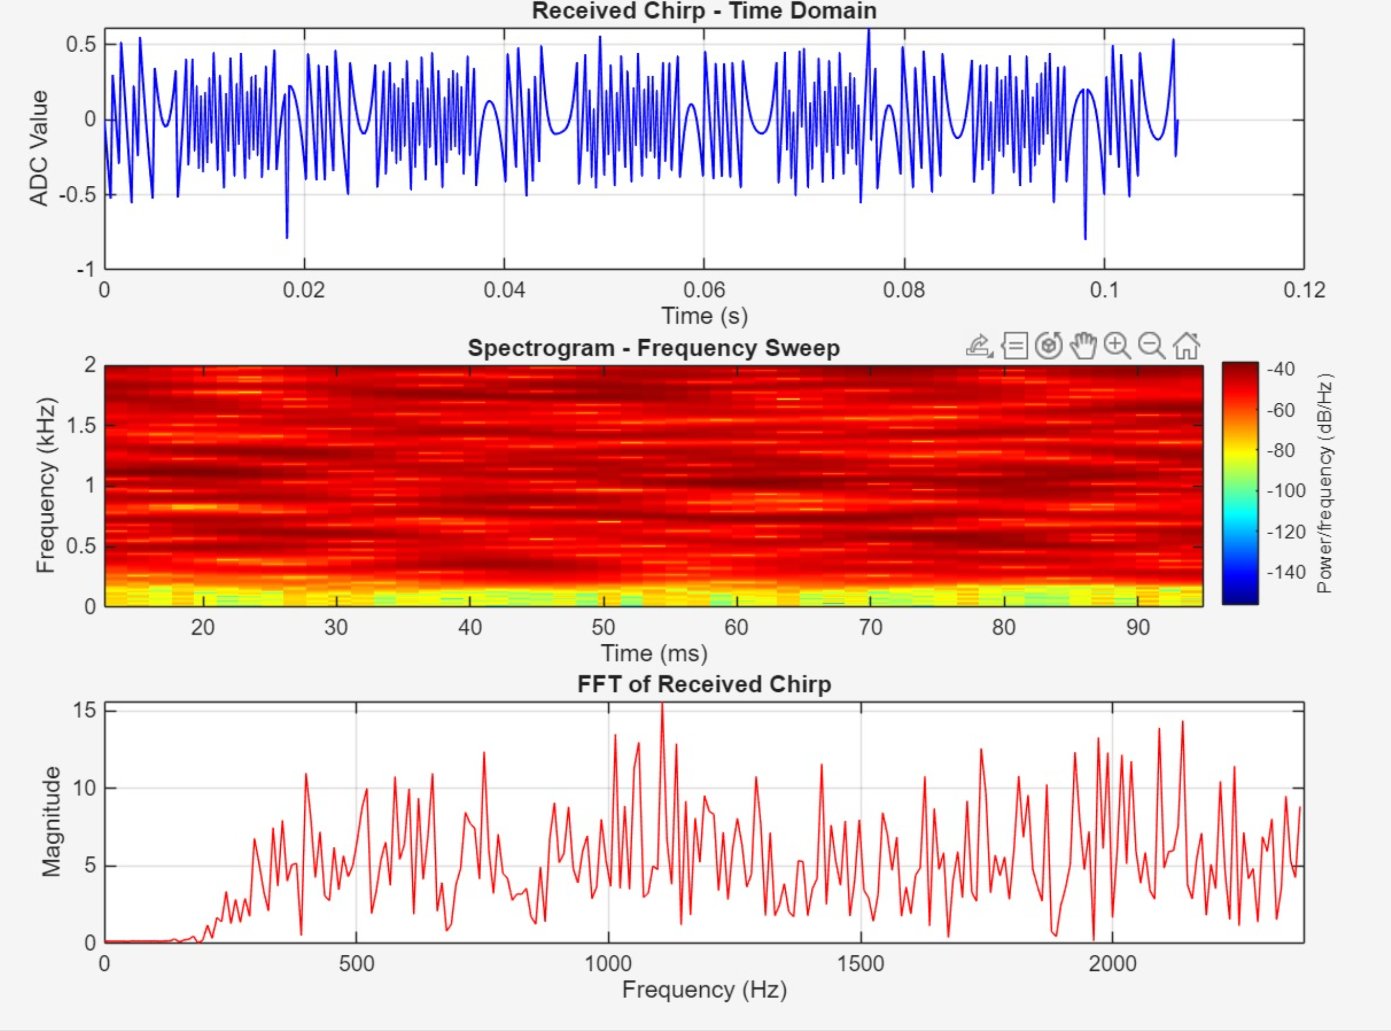 Received Chirp - Time Domain
0.5
0
-0.5
-1
ADC Value
0 0.02 0.04 0.06 0.08 0.1 0.12
Time (s)
Spectrogram - Frequency Sweep
2
1.5
1
0.5
0
Frequency (kHz)
20 30 40 50 60 70 80 90
Time (ms)
-40
-60
-80
-100
-120
-140
Power/frequency (dB/Hz)
FFT of Received Chirp
15
10
5
0
Magnitude
0 500 1000 1500 2000
Frequency (Hz)